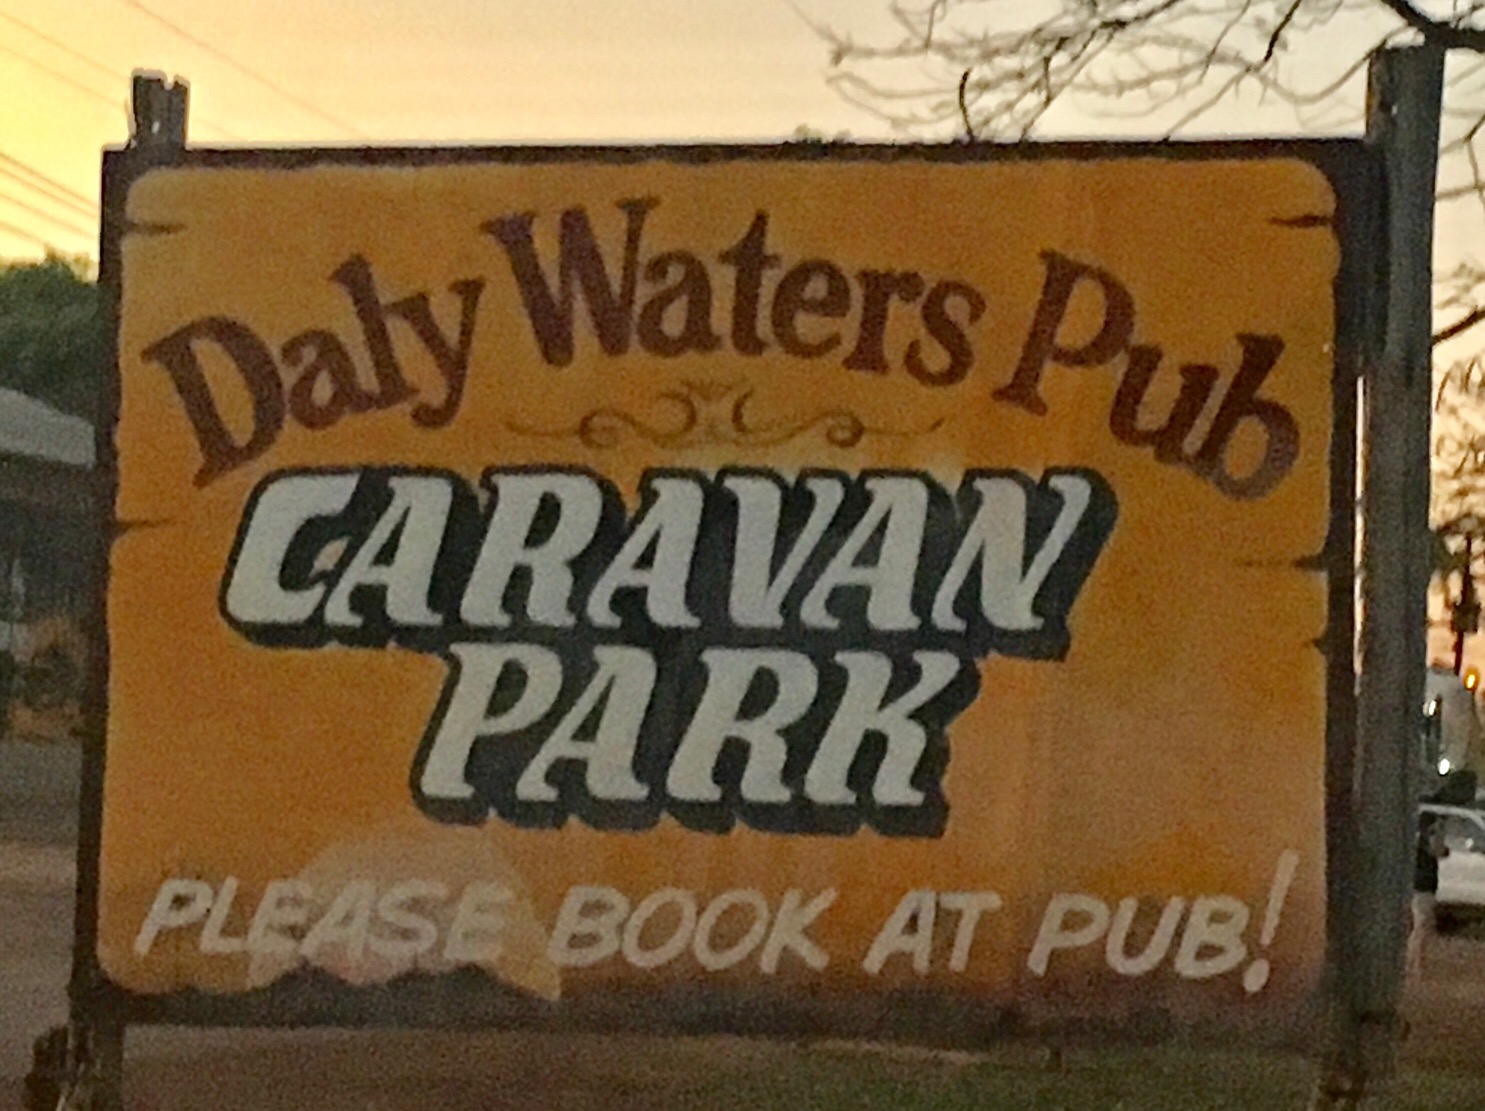 Daly Waters Pub
CARAVAN
PARK
PLEASE BOOK AT PUB!